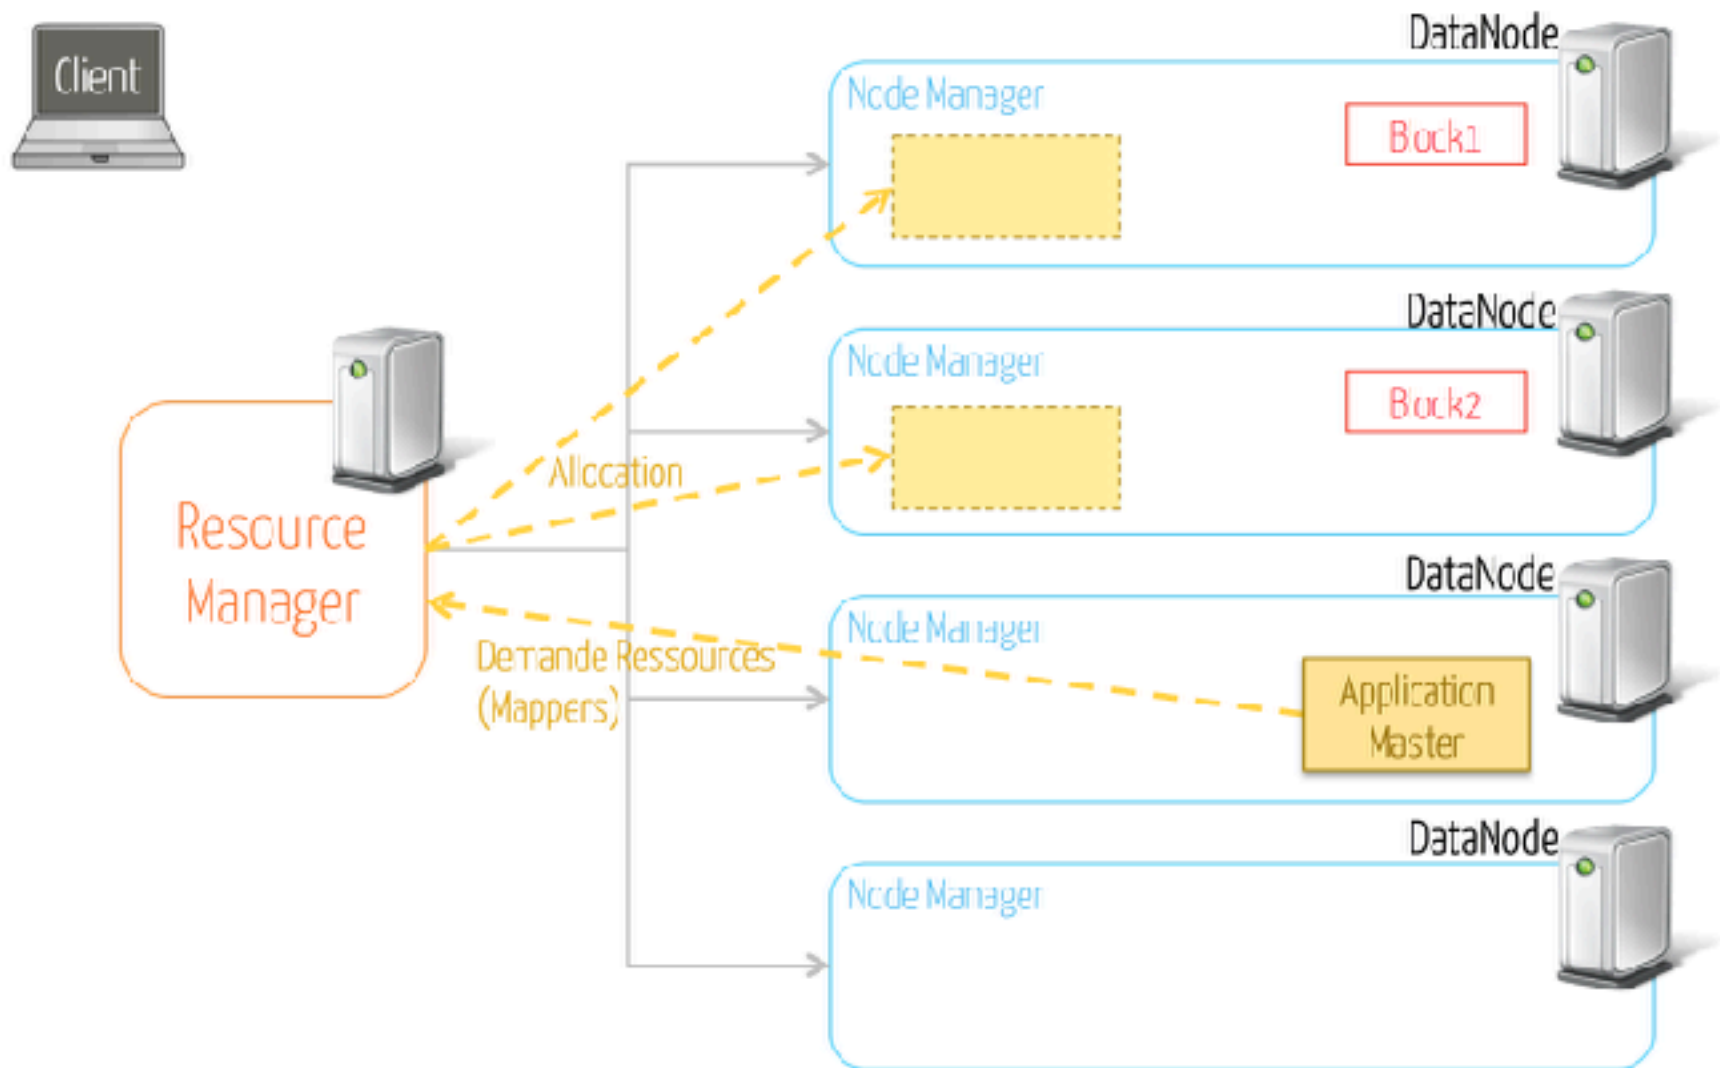 Client
DataNode
Node Manager
Block1
DataNode
Node Manager
Block2
Allocation
Resource
Manager
DataNode
Node Manager
Demande Ressources
(Mappers)
Application
Master
DataNode
Node Manager